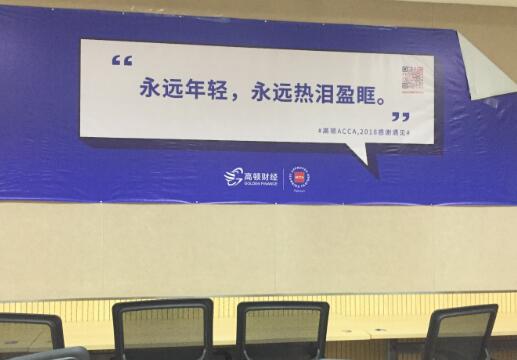 “永远年轻，永远热泪盈眶。”
#高顿ACCA,2018感谢遇见#
高顿财经
GOLDEN FINANCE